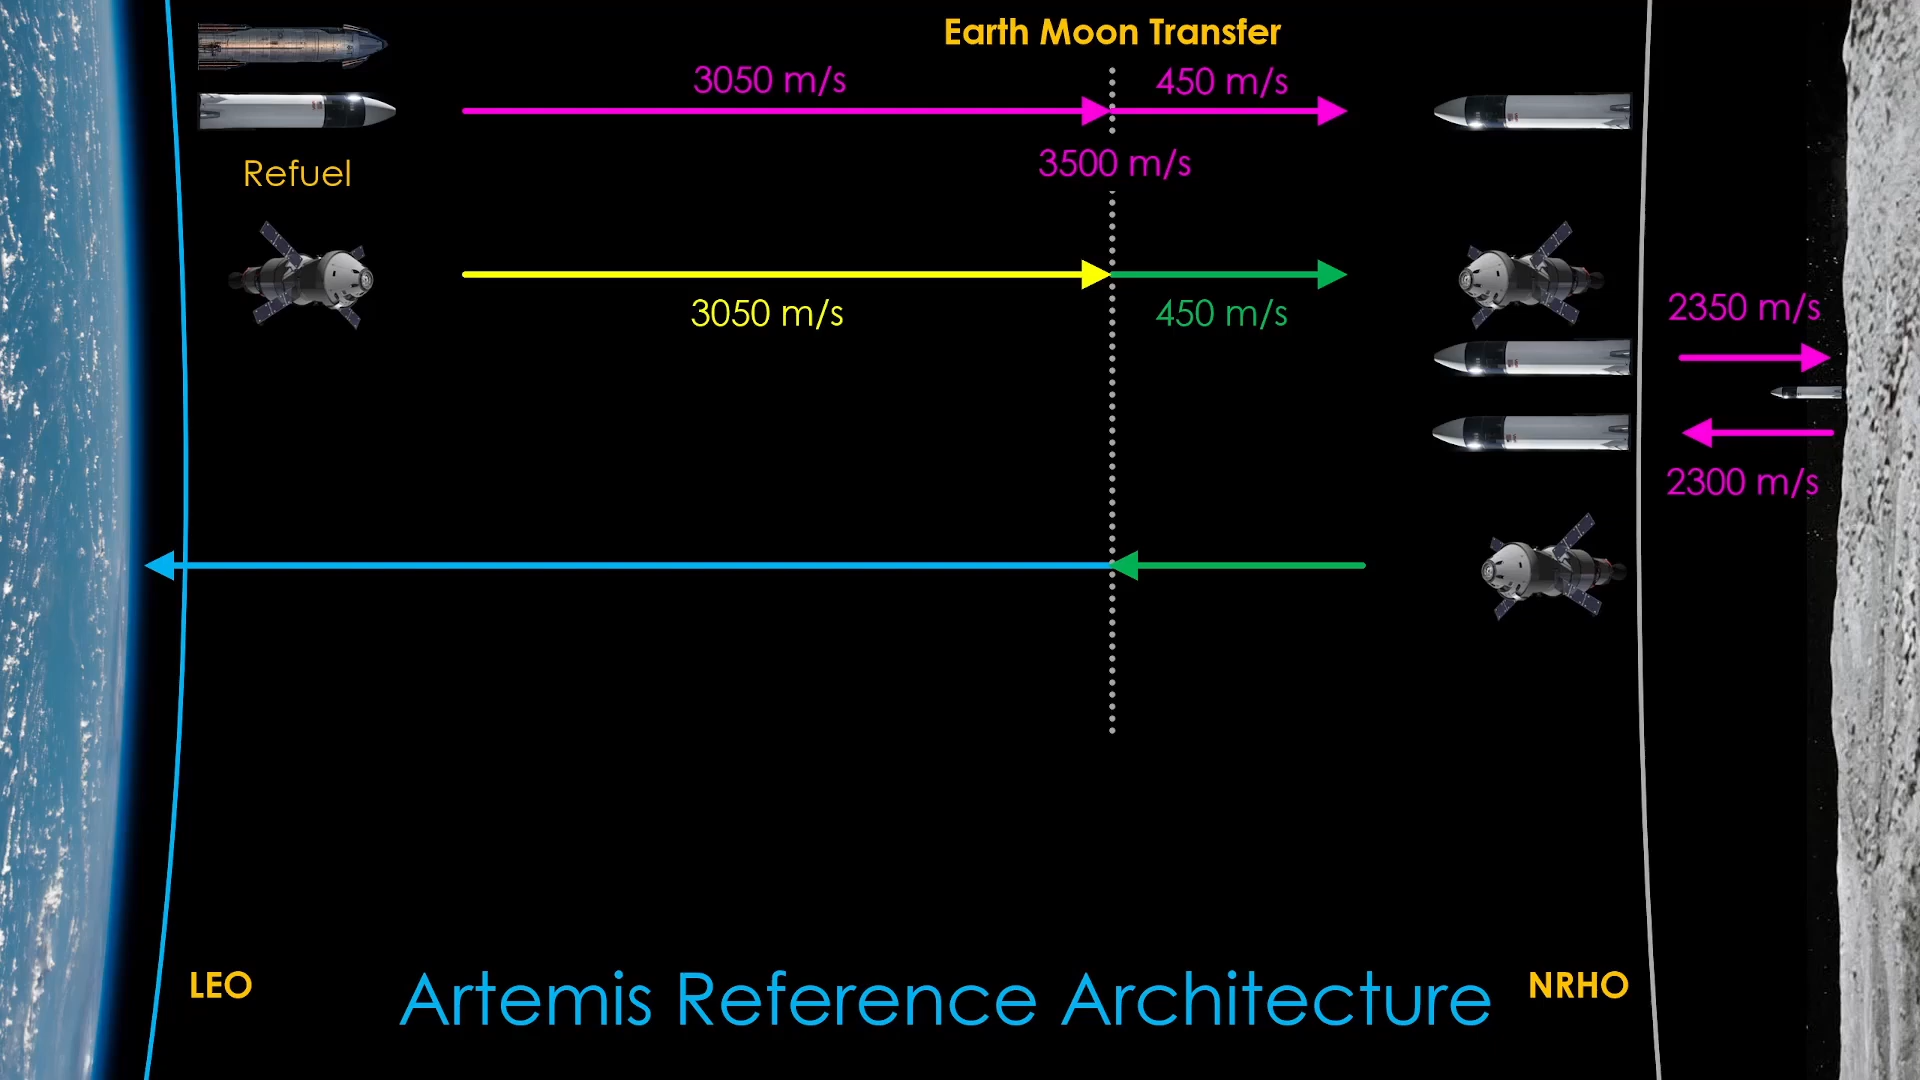 Earth Moon Transfer
3050 m/s
450 m/s
3500 m/s
Refuel
3050 m/s
450 m/s
2350 m/s
2300 m/s
LEO
Artemis Reference Architecture
NRHO